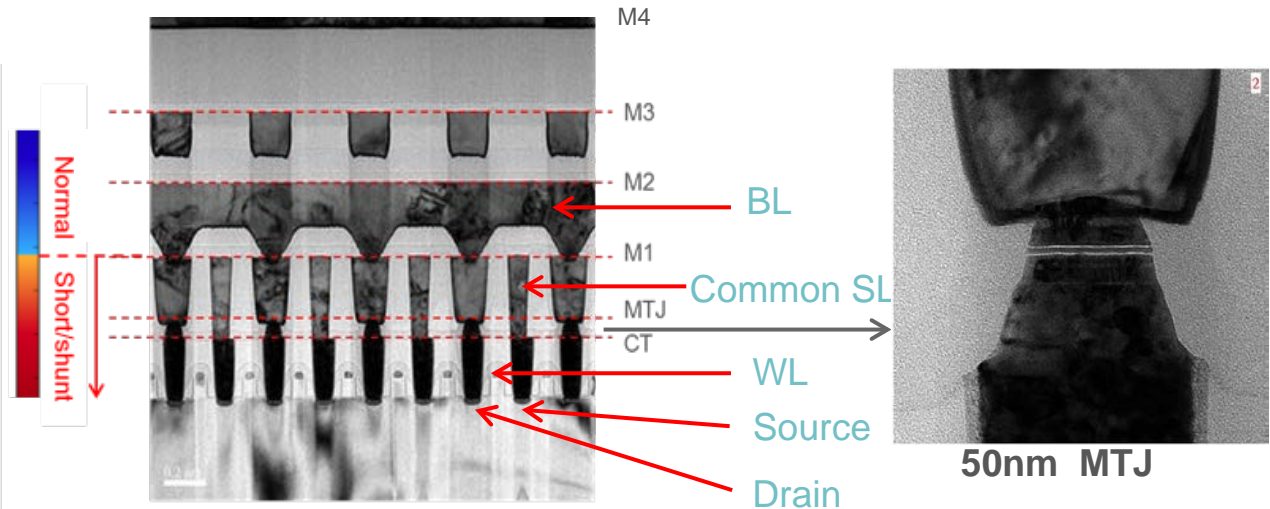 M4
M3
M2
BL
M1
Common SL
MTJ
CT
WL
Source
Drain
Normal
Short/shunt
2
50nm MTJ